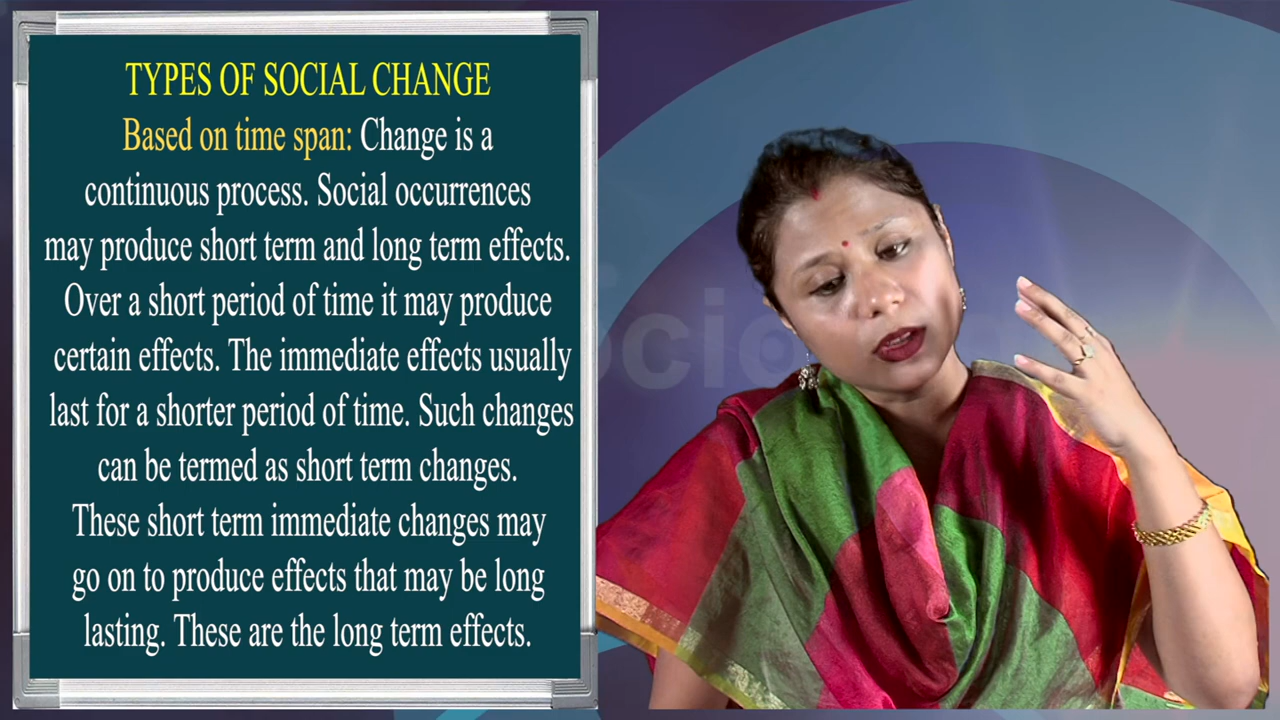 TYPES OF SOCIAL CHANGE
Based on time span: Change is a
continuous process. Social occurrences
may produce short term and long term effects.
Over a short period of time it may produce
certain effects. The immediate effects usually
last for a shorter period of time. Such changes
can be termed as short term changes.
These short term immediate changes may
go on to produce effects that may be long
lasting. These are the long term effects.